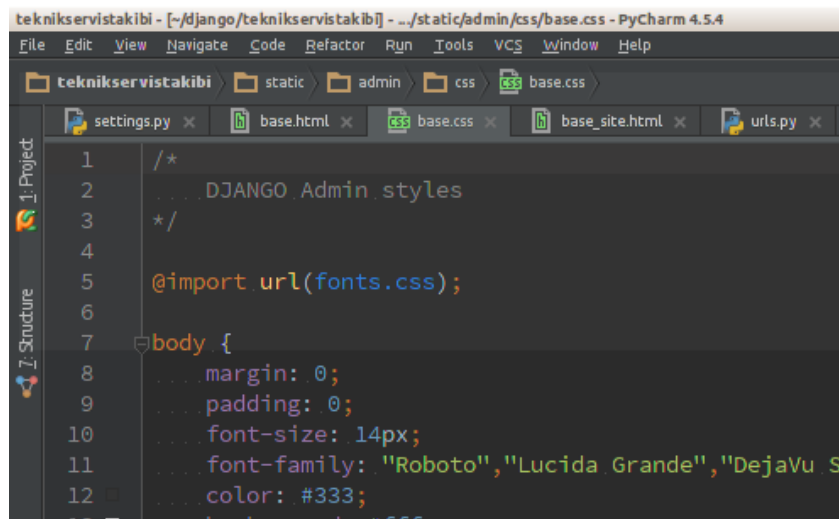 teknikservistakibi - [~/django/teknikservistakibi] - .../static/admin/css/base.css - PyCharm 4.5.4
File Edit View Navigate Code Refactor Run Tools VCS Window Help
teknikservistakibi static admin css base.css
settings.py base.html base.css base_site.html urls.py
1: Project
7: Structure
1 /*
2 DJANGO Admin styles
3 */
4
5 @import url(fonts.css);
6
7 body {
8 margin: 0;
9 padding: 0;
10 font-size: 14px;
11 font-family: "Roboto","Lucida Grande","DejaVu S
12 color: #333;